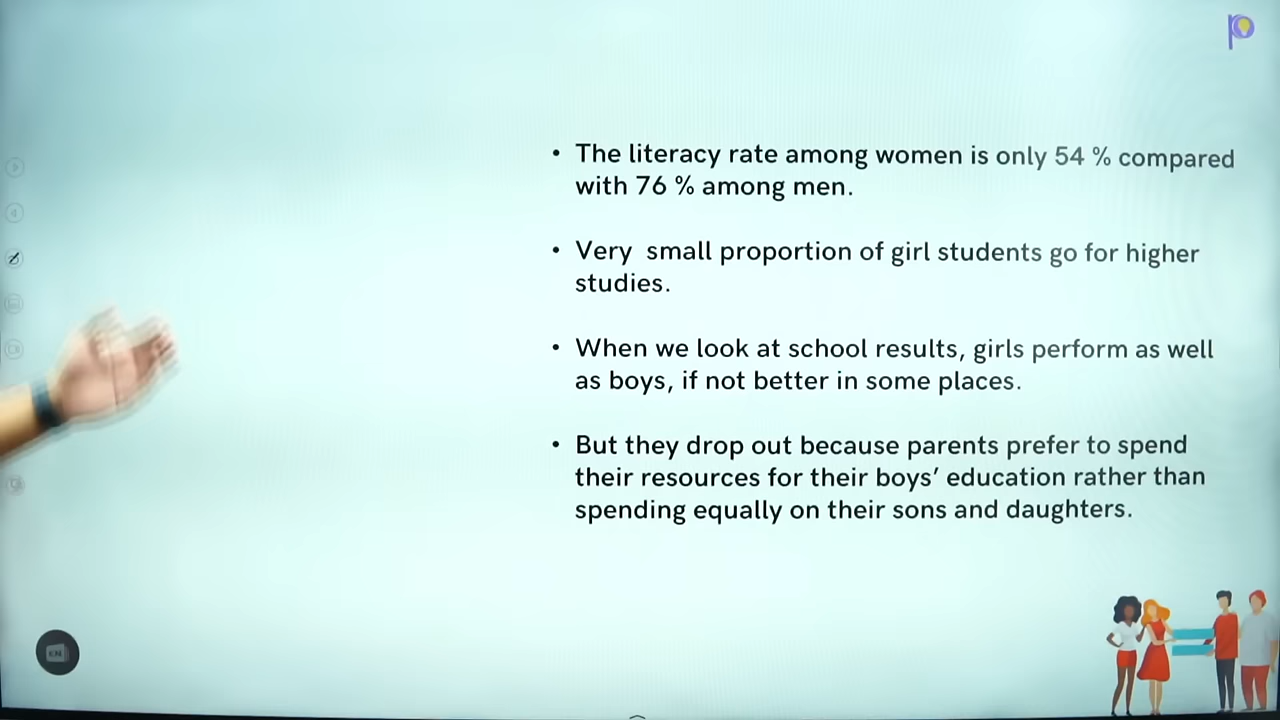 • The literacy rate among women is only 54 % compared
with 76 % among men.
• Very small proportion of girl students go for higher
studies.
• When we look at school results, girls perform as well
as boys, if not better in some places.
• But they drop out because parents prefer to spend
their resources for their boys’ education rather than
spending equally on their sons and daughters.